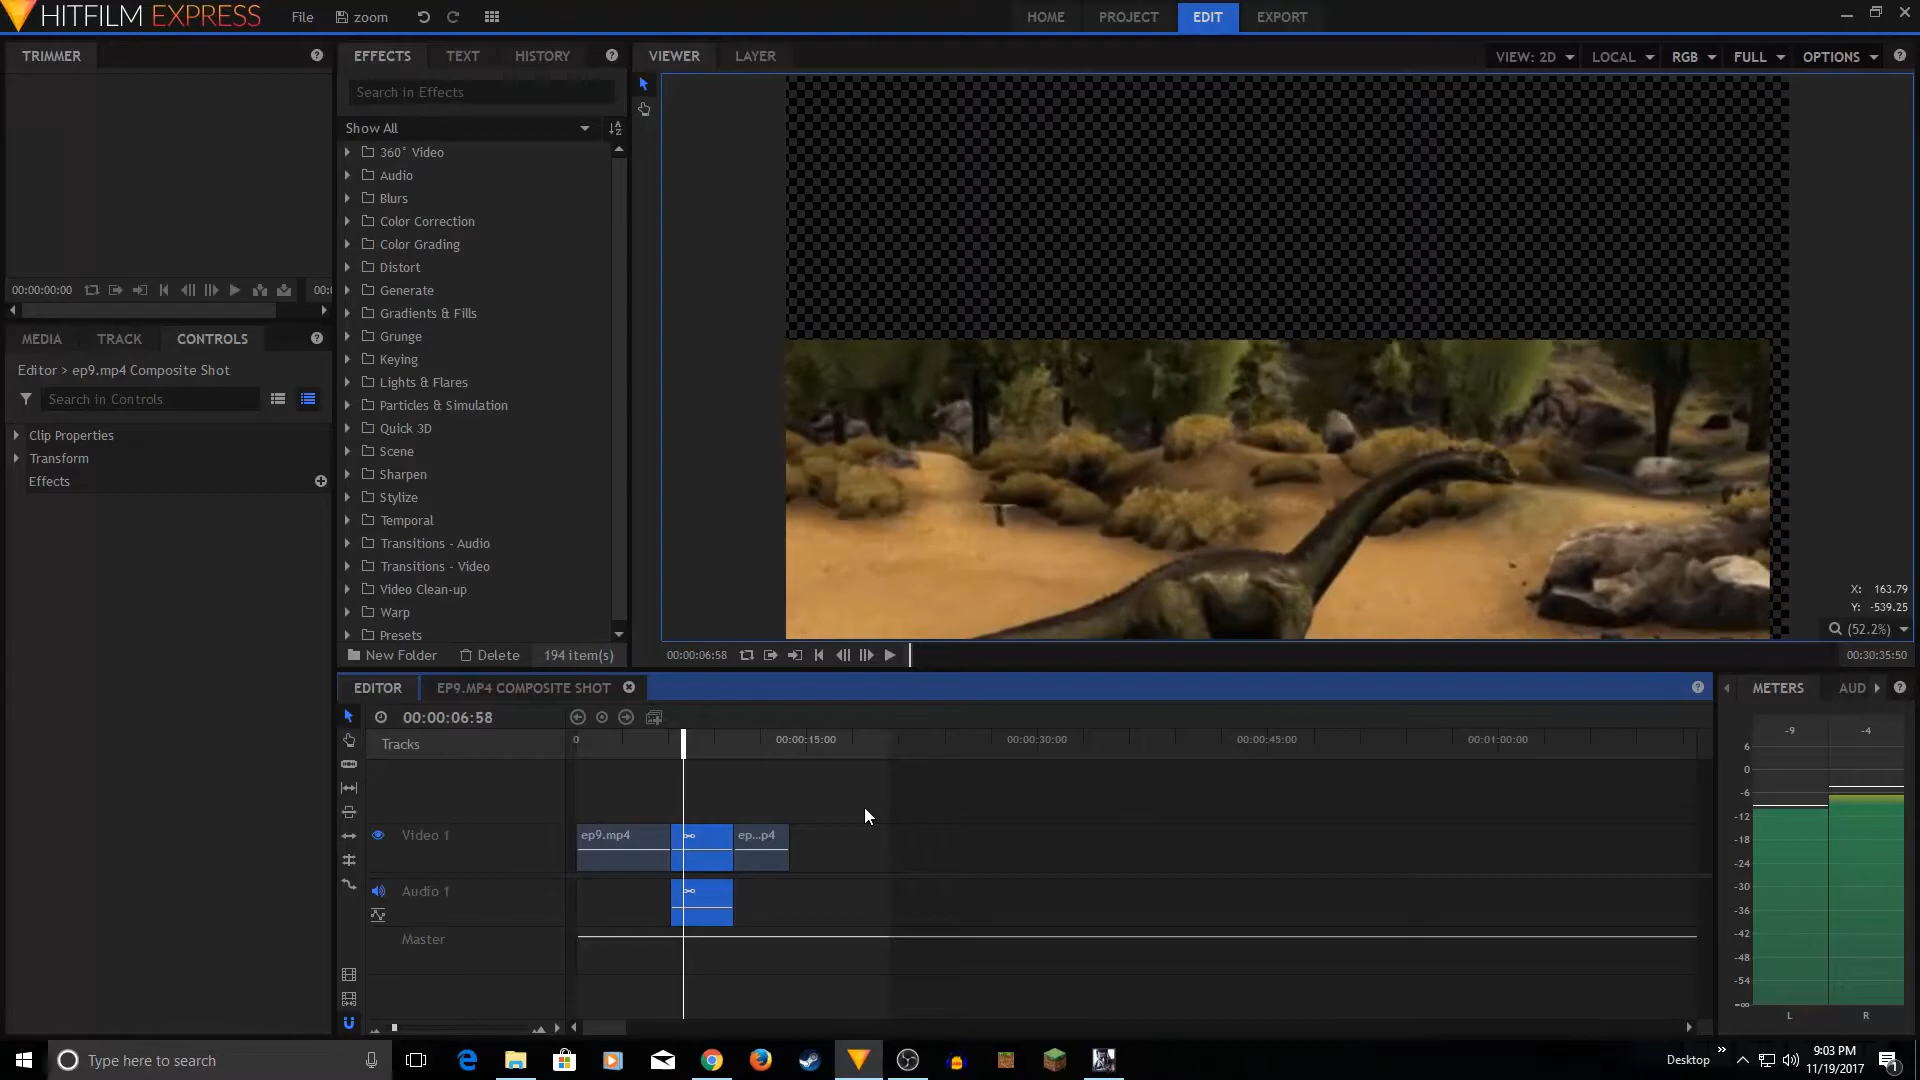 HITFILM EXPRESS File zoom HOME PROJECT EDIT EXPORT
TRIMMER
EFFECTS TEXT HISTORY
VIEWER LAYER
VIEW: 2D LOCAL RGB FULL OPTIONS
Search in Effects
Show All
360° Video
Audio
Blurs
Color Correction
Color Grading
Distort
Generate
Gradients & Fills
Grunge
Keying
Lights & Flares
Particles & Simulation
Quick 3D
Scene
Sharpen
Stylize
Temporal
Transitions - Audio
Transitions - Video
Video Clean-up
Warp
Presets
New Folder Delete 194 item(s)
00:00:00:00
00:(
MEDIA TRACK CONTROLS
Editor > ep9.mp4 Composite Shot
Search in Controls
Clip Properties
Transform
Effects
X: 163.79
Y: -539.25
(52.2%)
00:00:06:58
00:30:35:50
EDITOR EP9.MP4 COMPOSITE SHOT
00:00:06:58
Tracks
0 00:00:15:00 00:00:30:00 00:00:45:00 00:01:00:00
Video 1
ep9.mp4
ep...p4
Audio 1
Master
METERS AUD
-9 -4
6
0
-6
-12
-18
-24
-30
-36
-42
-48
-54
-∞
L R
Type here to search
Desktop
9:03 PM
11/19/2017
1